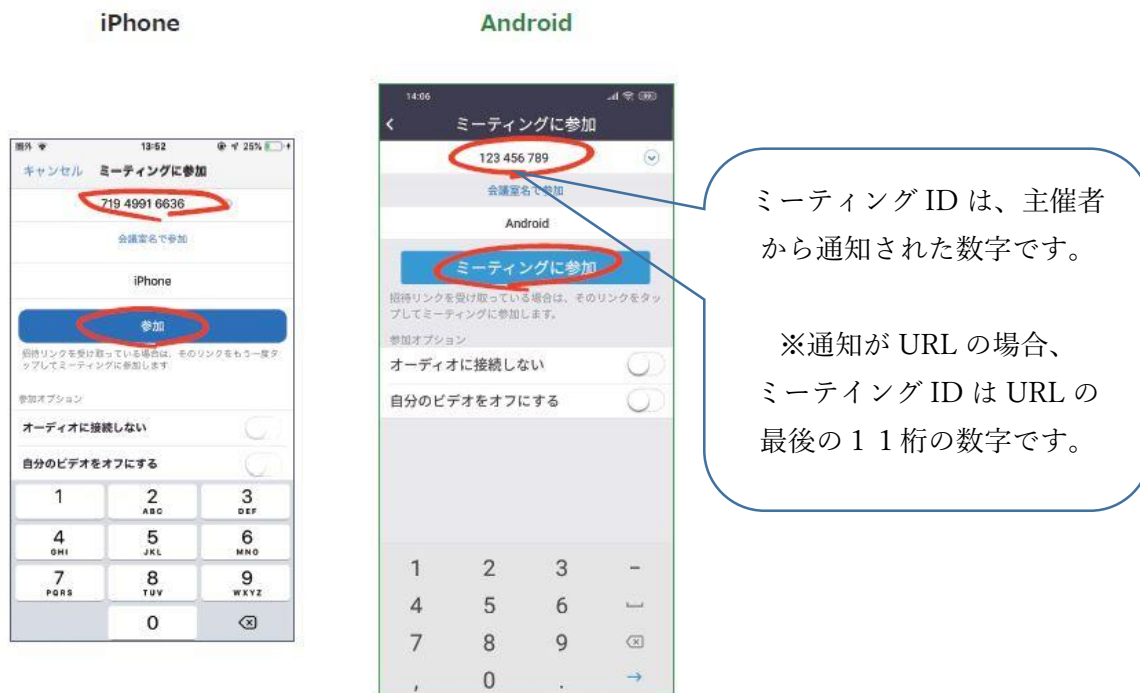 iPhone
Android
圏外 13:52 25%
キャンセル ミーティングに参加
719 4991 6636
会議室名で参加
iPhone
参加
招待リンクを受け取っている場合は、そのリンクをもう一度タ
ップしてミーティングに参加します
参加オプション
オーディオに接続しない
自分のビデオをオフにする
1 2 3
ABC DEF
4 5 6
GHI JKL MNO
7 8 9
PQRS TUV WXYZ
0
14:06
ミーティングに参加
123 456 789
会議室名で参加
Android
ミーティングに参加
招待リンクを受け取っている場合は、そのリンクをタッ
プしてミーティングに参加します。
参加オプション
オーディオに接続しない
自分のビデオをオフにする
1 2 3 -
4 5 6
7 8 9
, 0 .
ミーティング ID は、主催者
から通知された数字です。
※通知が URL の場合、
ミーテイング ID は URL の
最後の１１桁の数字です。